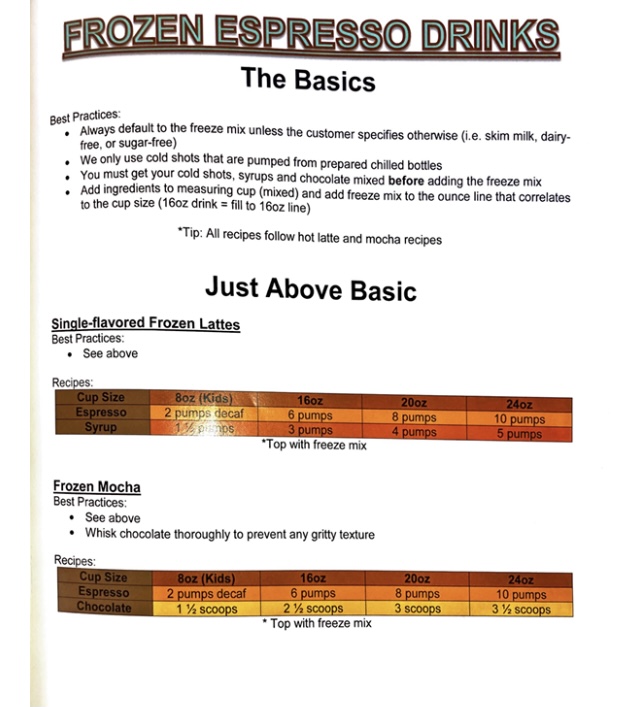 FROZEN ESPRESSO DRINKS
The Basics
Best Practices:
• Always default to the freeze mix unless the customer specifies otherwise (i.e. skim milk, dairy-
free, or sugar-free)
• We only use cold shots that are pumped from prepared chilled bottles
• You must get your cold shots, syrups and chocolate mixed before adding the freeze mix
• Add ingredients to measuring cup (mixed) and add freeze mix to the ounce line that correlates
to the cup size (16oz drink = fill to 16oz line)
*Tip: All recipes follow hot latte and mocha recipes
Just Above Basic
Single-flavored Frozen Lattes
Best Practices:
• See above
Recipes:
Cup Size 8oz (Kids) 16oz 20oz 24oz
Espresso 2 pumps decaf 6 pumps 8 pumps 10 pumps
Syrup 1 ½ pumps 3 pumps 4 pumps 5 pumps
*Top with freeze mix
Frozen Mocha
Best Practices:
• See above
• Whisk chocolate thoroughly to prevent any gritty texture
Recipes:
Cup Size 8oz (Kids) 16oz 20oz 24oz
Espresso 2 pumps decaf 6 pumps 8 pumps 10 pumps
Chocolate 1 ½ scoops 2 ½ scoops 3 scoops 3 ½ scoops
* Top with freeze mix